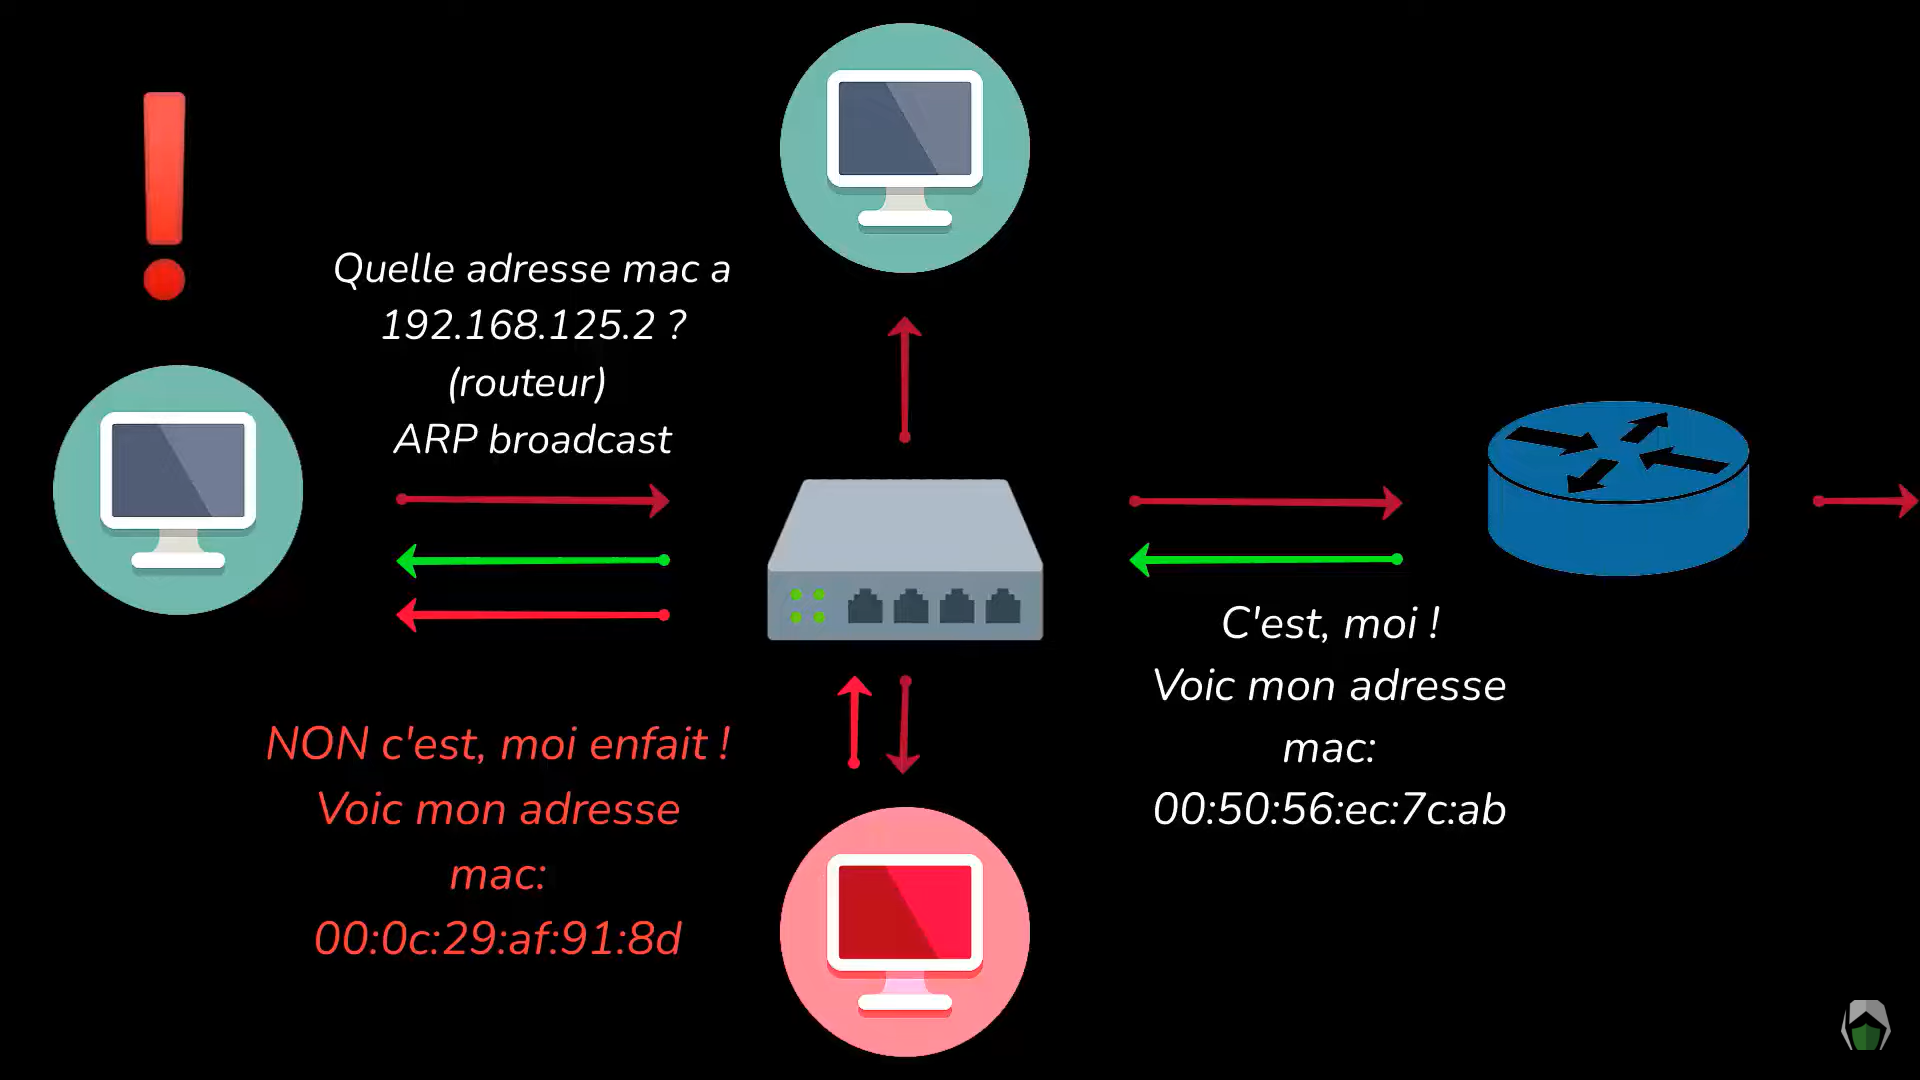 Quelle adresse mac a
192.168.125.2 ?
(routeur)
ARP broadcast
C'est, moi !
Voic mon adresse
mac:
00:50:56:ec:7c:ab
NON c'est, moi enfait !
Voic mon adresse
mac:
00:0c:29:af:91:8d